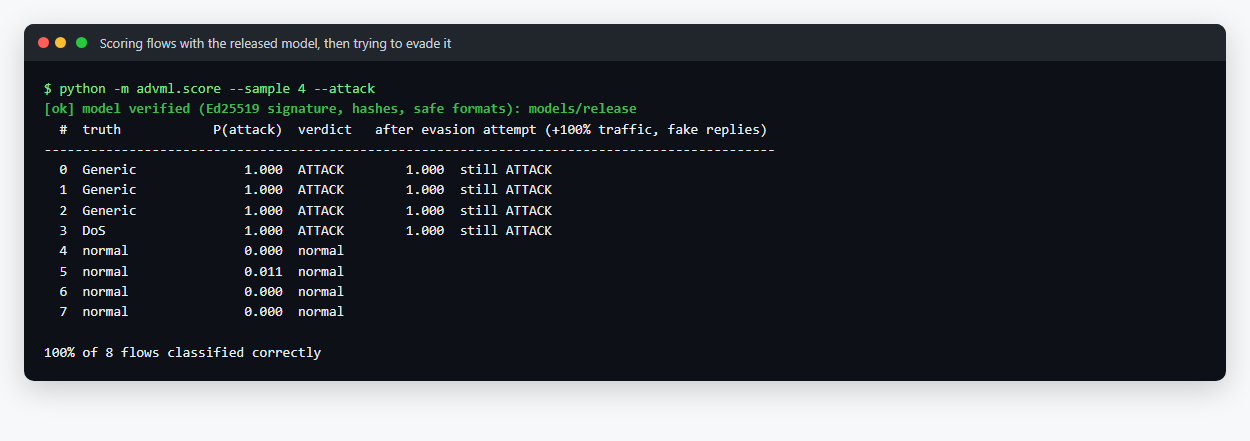 Scoring flows with the released model, then trying to evade it
$ python -m advml.score --sample 4 --attack
[ok] model verified (Ed25519 signature, hashes, safe formats): models/release
# truth P(attack) verdict after evasion attempt (+100% traffic, fake replies)
-----------------------------------------------------------------------------------------------
0 Generic 1.000 ATTACK 1.000 still ATTACK
1 Generic 1.000 ATTACK 1.000 still ATTACK
2 Generic 1.000 ATTACK 1.000 still ATTACK
3 DoS 1.000 ATTACK 1.000 still ATTACK
4 normal 0.000 normal
5 normal 0.011 normal
6 normal 0.000 normal
7 normal 0.000 normal
100% of 8 flows classified correctly